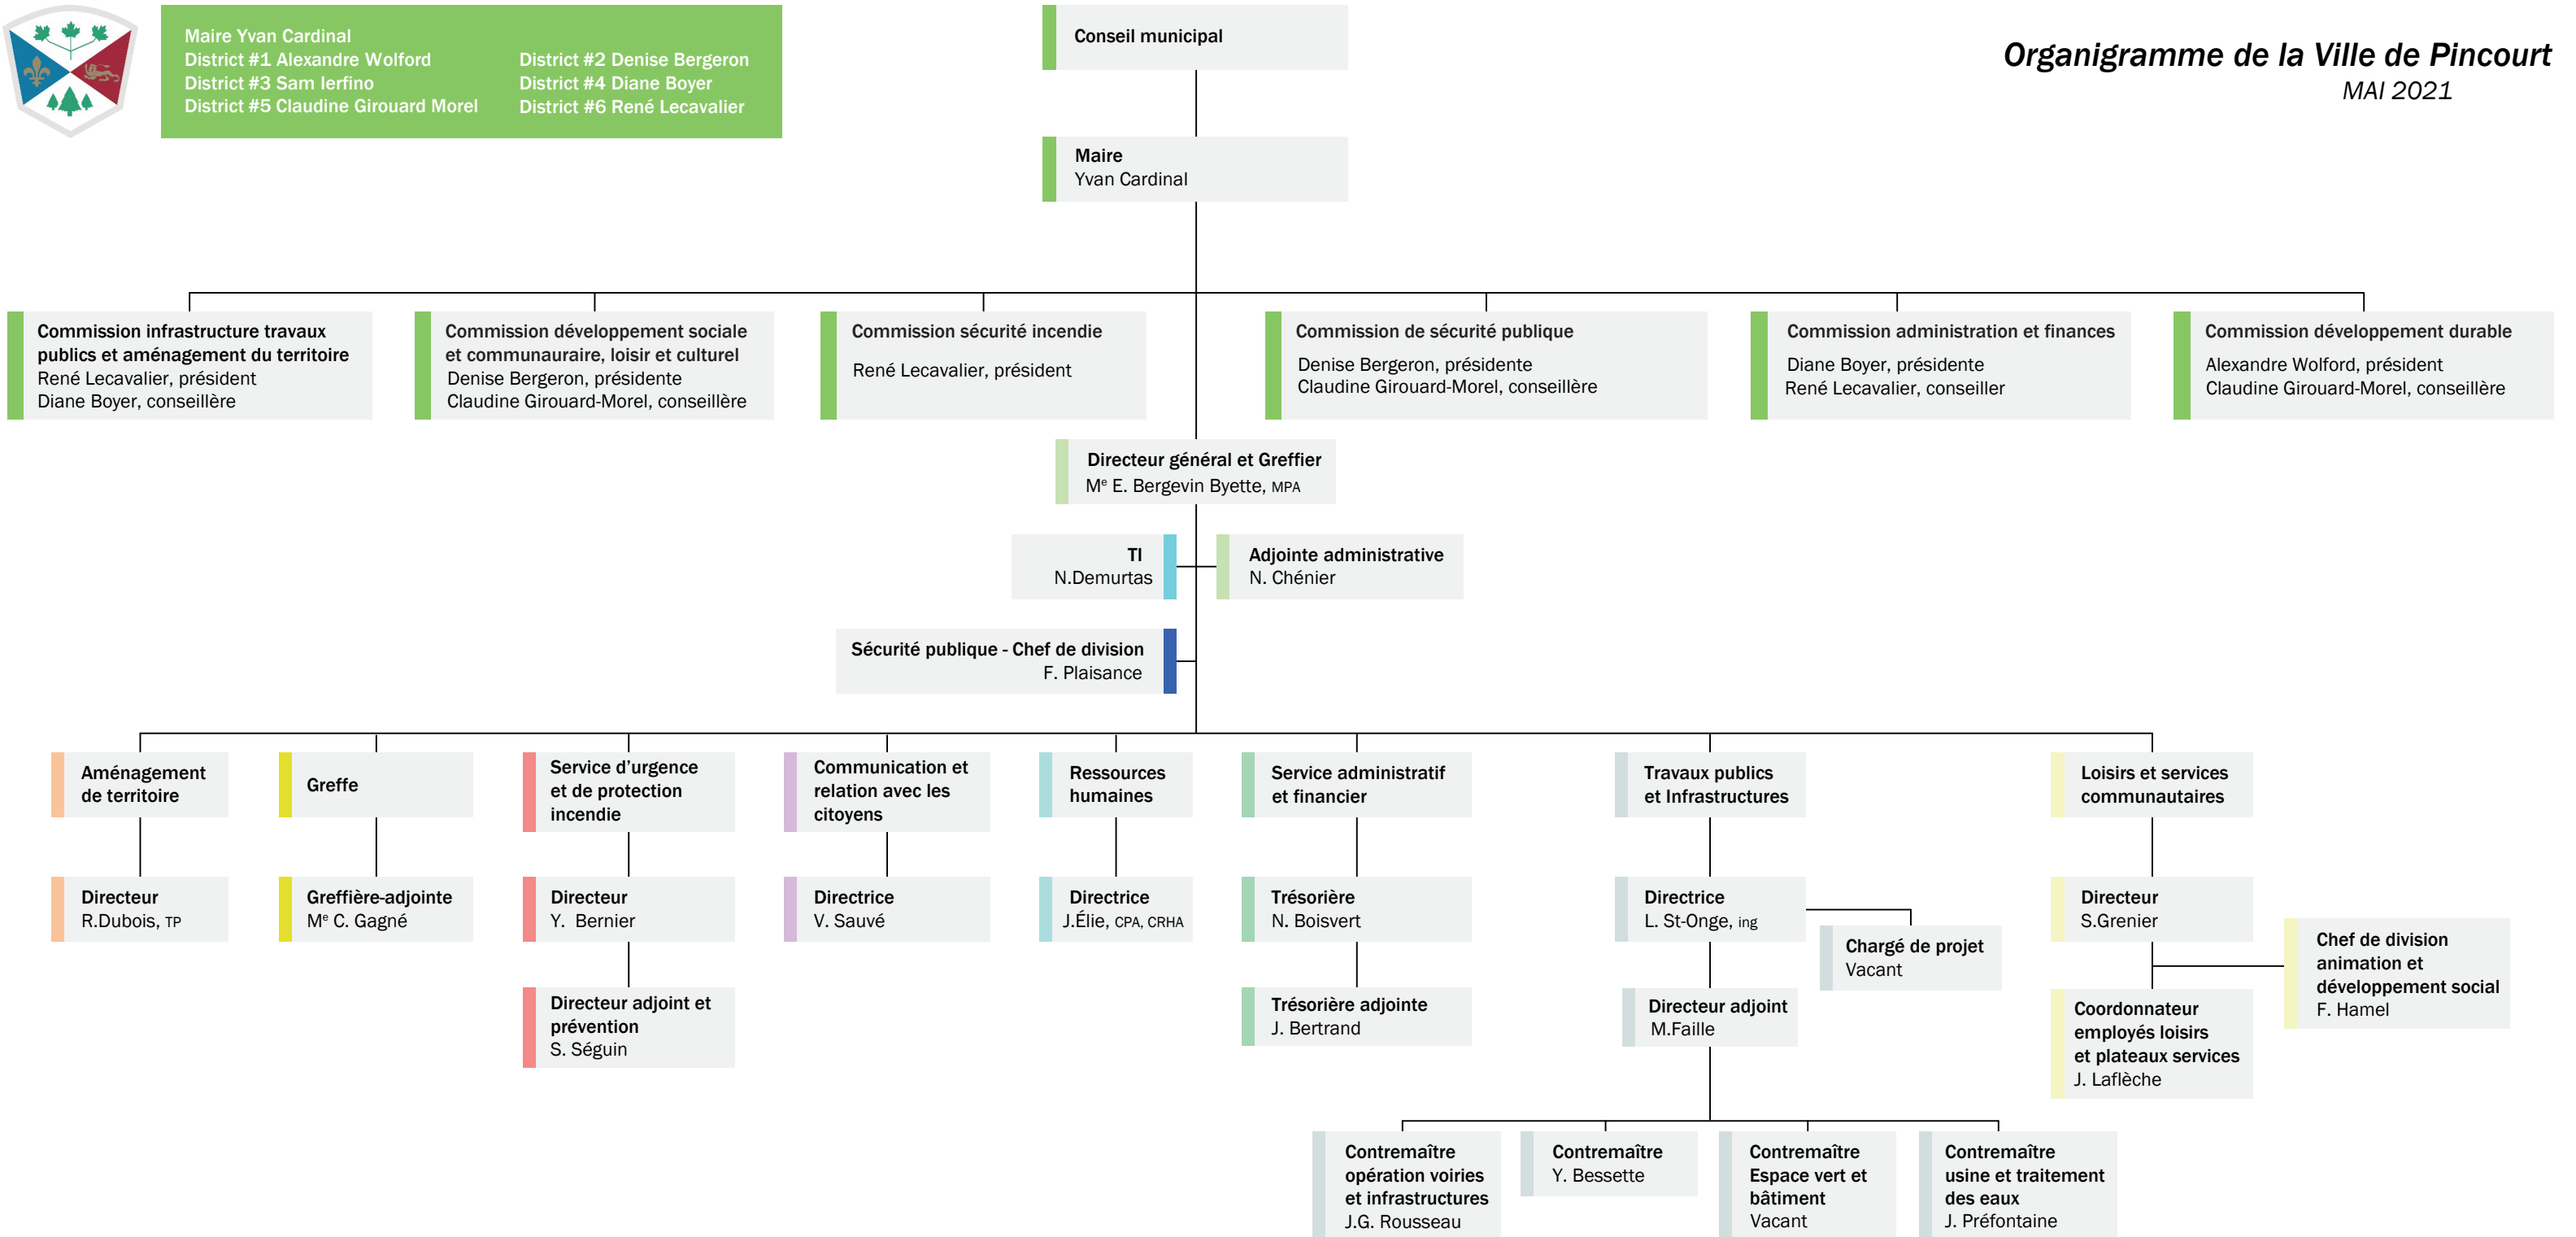 Maire Yvan Cardinal
District #1 Alexandre Wolford
District #2 Denise Bergeron
District #3 Sam Ierfino
District #4 Diane Boyer
District #5 Claudine Girouard Morel
District #6 René Lecavalier
Conseil municipal
Organigramme de la Ville de Pincourt
MAI 2021
Maire
Yvan Cardinal
Commission infrastructure travaux
publics et aménagement du territoire
René Lecavalier, président
Diane Boyer, conseillère
Commission développement sociale
et communauraire, loisir et culturel
Denise Bergeron, présidente
Claudine Girouard-Morel, conseillère
Commission sécurité incendie
René Lecavalier, président
Commission de sécurité publique
Denise Bergeron, présidente
Claudine Girouard-Morel, conseillère
Commission administration et finances
Diane Boyer, présidente
René Lecavalier, conseiller
Commission développement durable
Alexandre Wolford, président
Claudine Girouard-Morel, conseillère
Directeur général et Greffier
Me E. Bergevin Byette, MPA
TI
N.Demurtas
Adjointe administrative
N. Chénier
Sécurité publique - Chef de division
F. Plaisance
Aménagement
de territoire
Greffe
Service d’urgence
et de protection
incendie
Communication et
relation avec les
citoyens
Ressources
humaines
Service administratif
et financier
Travaux publics
et Infrastructures
Loisirs et services
communautaires
Directeur
R.Dubois, TP
Greffière-adjointe
Me C. Gagné
Directeur
Y. Bernier
Directrice
V. Sauvé
Directrice
J.Élie, CPA, CRHA
Trésorière
N. Boisvert
Directrice
L. St-Onge, ing
Chargé de projet
Vacant
Directeur
S.Grenier
Chef de division
animation et
développement social
F. Hamel
Directeur adjoint et
prévention
S. Séguin
Trésorière adjointe
J. Bertrand
Directeur adjoint
M.Faille
Coordonnateur
employés loisirs
et plateaux services
J. Laflèche
Contremaître
opération voiries
et infrastructures
J.G. Rousseau
Contremaître
Y. Bessette
Contremaître
Espace vert et
bâtiment
Vacant
Contremaître
usine et traitement
des eaux
J. Préfontaine